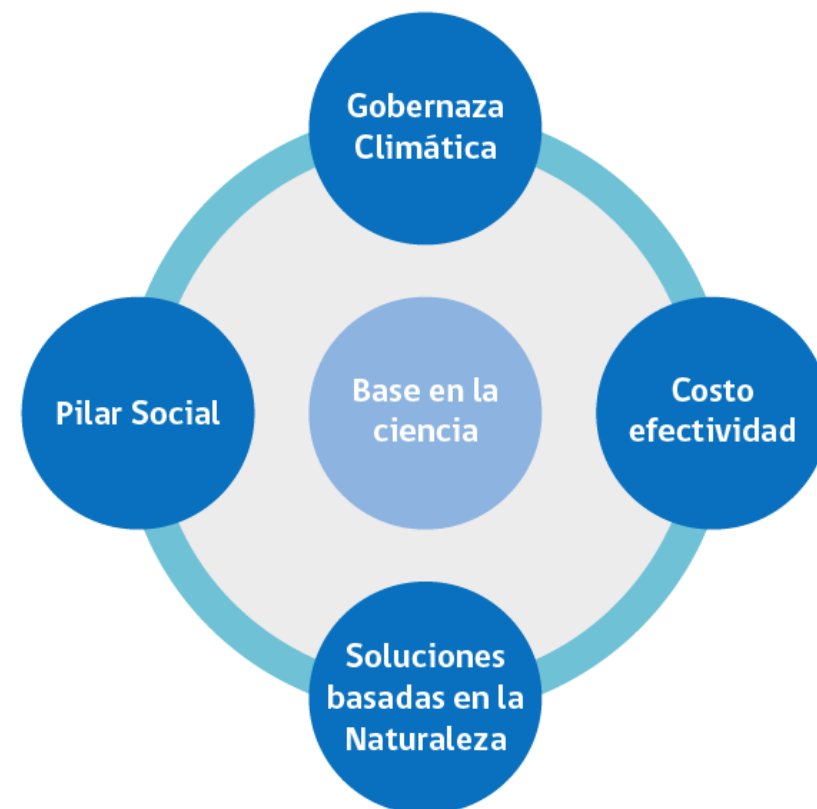 Gobernaza
Climática
Pilar Social
Base en la
ciencia
Costo
efectividad
Soluciones
basadas en la
Naturaleza